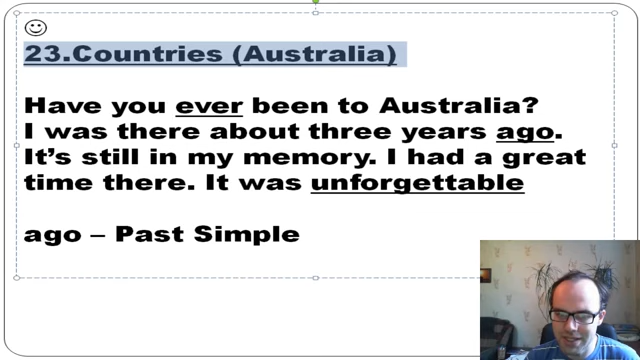 23.Countries (Australia)
Have you ever been to Australia?
I was there about three years ago.
It's still in my memory. I had a great
time there. It was unforgettable
ago – Past Simple